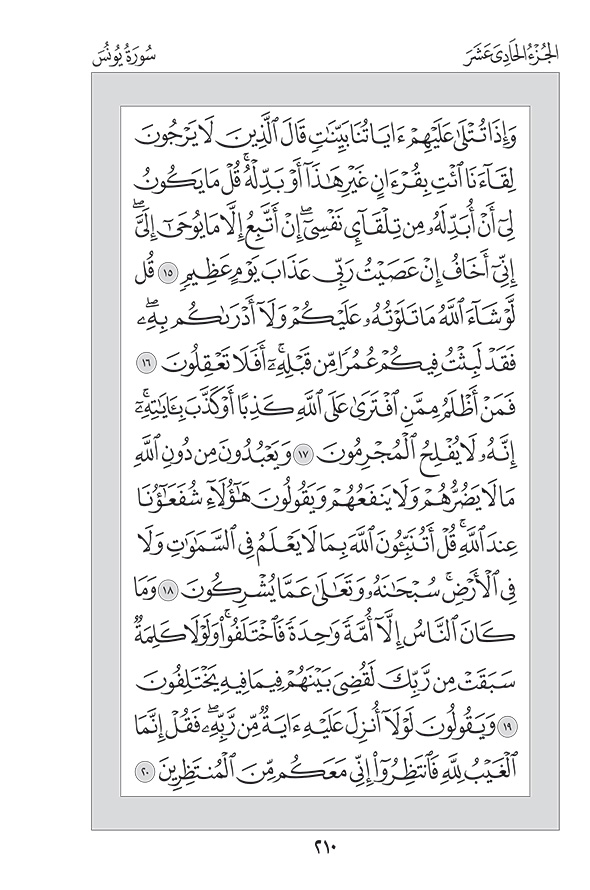 الجُزْءُ الحَادِى عَشَرَ
سُورَةُ يُونُسَ
وَإِذَا تُتْلَىٰ عَلَيْهِمْ ءَايَاتُنَا بَيِّنَٰتٍ قَالَ ٱلَّذِينَ لَا يَرْجُونَ
لِقَآءَنَا ٱئْتِ بِقُرْءَانٍ غَيْرِ هَٰذَآ أَوْ بَدِّلْهُ ۚ قُلْ مَا يَكُونُ
لِىٓ أَنْ أُبَدِّلَهُۥ مِن تِلْقَآئِ نَفْسِىٓ ۖ إِنْ أَتَّبِعُ إِلَّا مَا يُوحَىٰٓ إِلَىَّ ۖ
إِنِّىٓ أَخَافُ إِنْ عَصَيْتُ رَبِّى عَذَابَ يَوْمٍ عَظِيمٍ ١٥ قُل
لَّوْ شَآءَ ٱللَّهُ مَا تَلَوْتُهُۥ عَلَيْكُمْ وَلَآ أَدْرَىٰكُم بِهِۦ ۖ
فَقَدْ لَبِثْتُ فِيكُمْ عُمُرًا مِّن قَبْلِهِۦٓ ۚ أَفَلَا تَعْقِلُونَ ١٦
فَمَنْ أَظْلَمُ مِمَّنِ ٱفْتَرَىٰ عَلَى ٱللَّهِ كَذِبًا أَوْ كَذَّبَ بِـَٔايَٰتِهِۦٓ ۚ
إِنَّهُۥ لَا يُفْلِحُ ٱلْمُجْرِمُونَ ١٧ وَيَعْبُدُونَ مِن دُونِ ٱللَّهِ
مَا لَا يَضُرُّهُمْ وَلَا يَنفَعُهُمْ وَيَقُولُونَ هَٰٓؤُلَآءِ شُفَعَٰٓؤُنَا
عِندَ ٱللَّهِ ۚ قُلْ أَتُنَبِّـُٔونَ ٱللَّهَ بِمَا لَا يَعْلَمُ فِى ٱلسَّمَٰوَٰتِ وَلَا
فِى ٱلْأَرْضِ ۚ سُبْحَٰنَهُۥ وَتَعَٰلَىٰ عَمَّا يُشْرِكُونَ ١٨ وَمَا
كَانَ ٱلنَّاسُ إِلَّآ أُمَّةً وَٰحِدَةً فَٱخْتَلَفُوا۟ ۚ وَلَوْلَا كَلِمَةٌ
سَبَقَتْ مِن رَّبِّكَ لَقُضِىَ بَيْنَهُمْ فِيمَا فِيهِ يَخْتَلِفُونَ
١٩ وَيَقُولُونَ لَوْلَآ أُنزِلَ عَلَيْهِ ءَايَةٌ مِّن رَّبِّهِۦ ۖ فَقُلْ إِنَّمَا
ٱلْغَيْبُ لِلَّهِ فَٱنتَظِرُوٓا۟ إِنِّى مَعَكُم مِّنَ ٱلْمُنتَظِرِينَ ٢٠
٢١٠